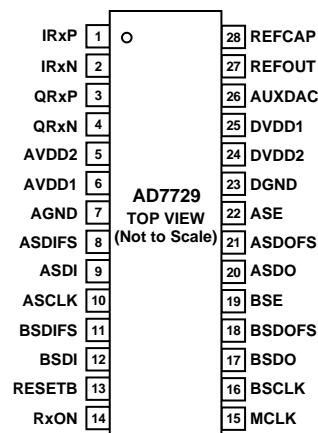 IRxP 1 28 REFCAP
IRxN 2 27 REFOUT
QRxP 3 26 AUXDAC
QRxN 4 25 DVDD1
AVDD2 5 24 DVDD2
AVDD1 6 23 DGND
AD7729
TOP VIEW
(Not to Scale)
AGND 7 22 ASE
ASDIFS 8 21 ASDOFS
ASDI 9 20 ASDO
ASCLK 10 19 BSE
BSDIFS 11 18 BSDOFS
BSDI 12 17 BSDO
RESETB 13 16 BSCLK
RxON 14 15 MCLK